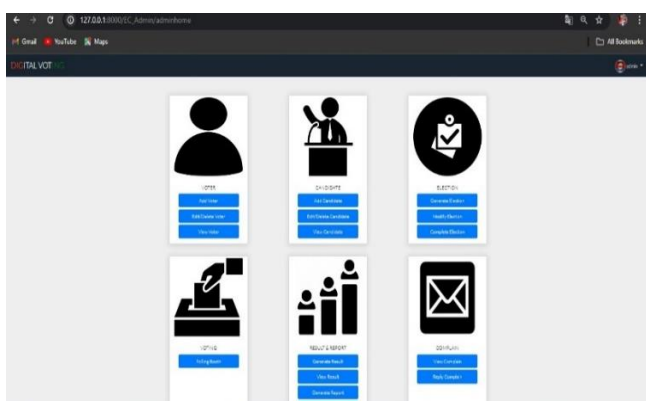 127.0.0.1:8000/EC_Admin/adminhome
Gmail YouTube Maps All Bookmarks
DIGITAL VOTING admin
VOTER CANDIDATE ELECTION
Add Voter Add Candidate Generate Election
Edit/Delete Voter Edit/Delete Candidate Modify Election
View Voter View Candidate Complete Election
VOTING RESULT & REPORT COMPLAIN
Generate Result View Complain
View Result Reply Complain
Generate Report